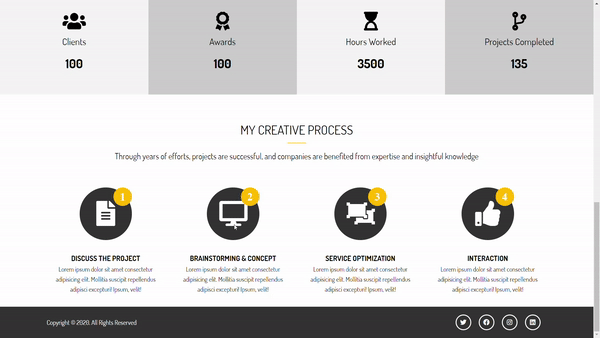 Clients
100
Awards
100
Hours Worked
3500
Projects Completed
135
MY CREATIVE PROCESS
Through years of efforts, projects are successful, and companies are benefited from expertise and insightful knowledge
1
DISCUSS THE PROJECT
Lorem ipsum dolor sit amet consectetur
adipisicing elit. Mollitia suscipit repellendus
adipisci excepturi! Ipsum, velit!
2
BRAINSTORMING & CONCEPT
Lorem ipsum dolor sit amet consectetur
adipisicing elit. Mollitia suscipit repellendus
adipisci excepturi! Ipsum, velit!
3
SERVICE OPTIMIZATION
Lorem ipsum dolor sit amet consectetur
adipisicing elit. Mollitia suscipit repellendus
adipisci excepturi! Ipsum, velit!
4
INTERACTION
Lorem ipsum dolor sit amet consectetur
adipisicing elit. Mollitia suscipit repellendus
adipisci excepturi! Ipsum, velit!
Copyright © 2020. All Rights Reserved